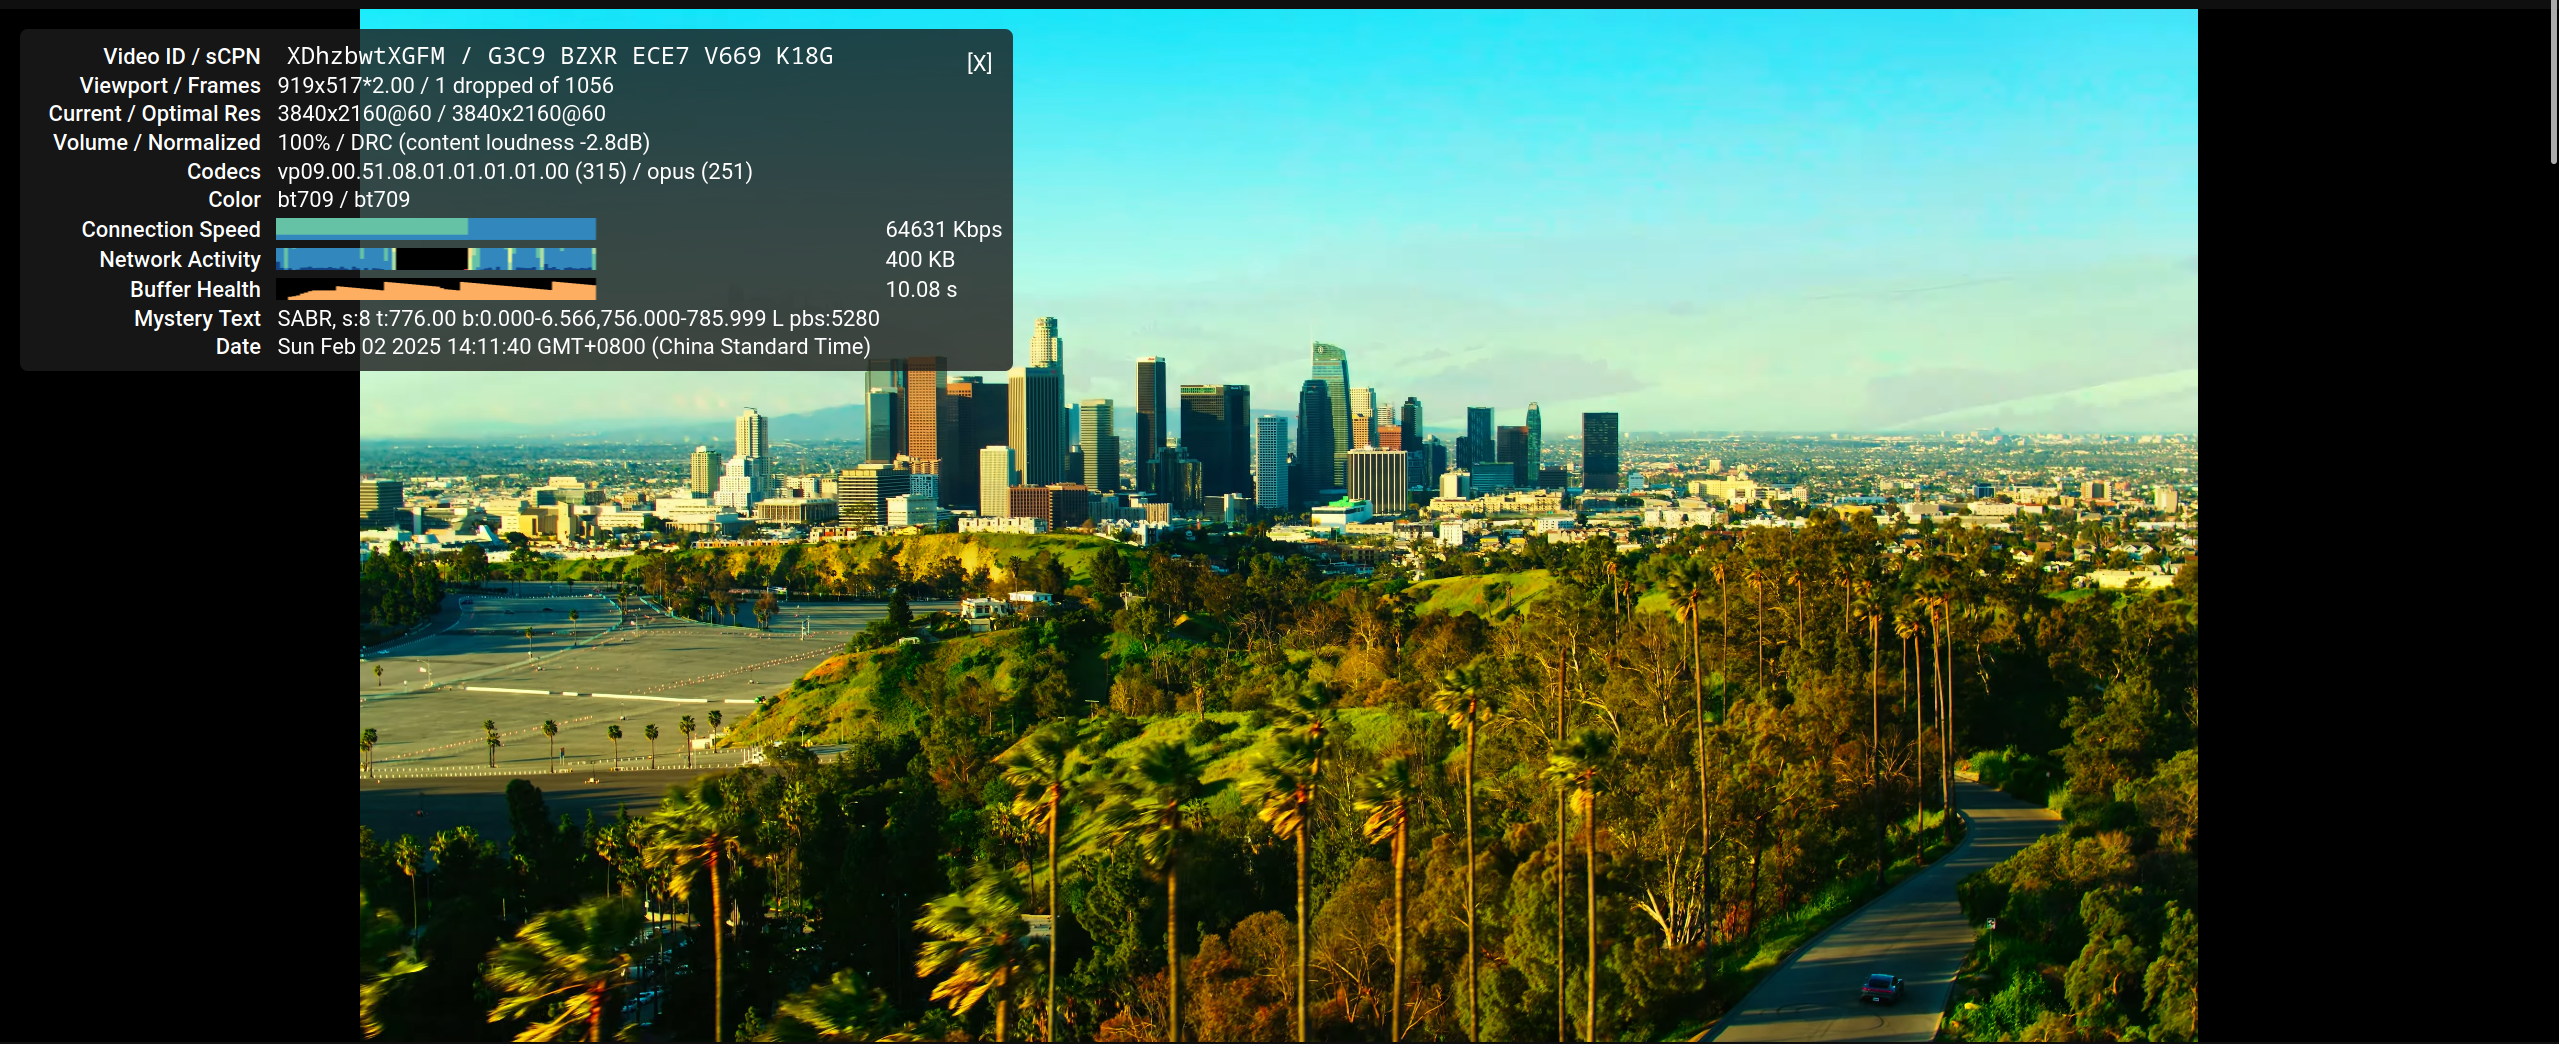 Video ID / sCPN XDhzbwtXGFM / G3C9 BZXR ECE7 V669 K18G
[X]
Viewport / Frames 919x517*2.00 / 1 dropped of 1056
Current / Optimal Res 3840x2160@60 / 3840x2160@60
Volume / Normalized 100% / DRC (content loudness -2.8dB)
Codecs vp09.00.51.08.01.01.01.01.00 (315) / opus (251)
Color bt709 / bt709
Connection Speed 64631 Kbps
Network Activity 400 KB
Buffer Health 10.08 s
Mystery Text SABR, s:8 t:776.00 b:0.000-6.566,756.000-785.999 L pbs:5280
Date Sun Feb 02 2025 14:11:40 GMT+0800 (China Standard Time)